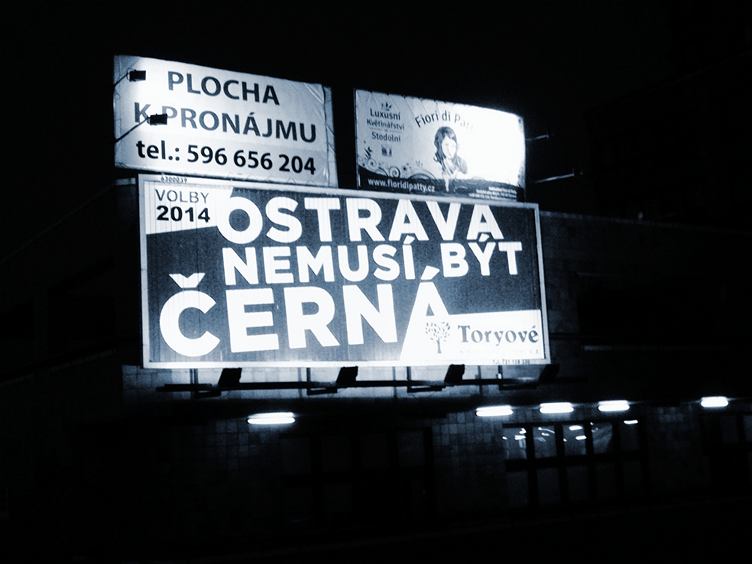 PLOCHA
K PRONÁJMU
tel.: 596 656 204
Luxusní
Květinářství
Stodolní
Fiori di Patty
www.fioridipatty.cz
VOLBY
2014
OSTRAVA
NEMUSÍ BÝT
ČERNÁ
Toryové